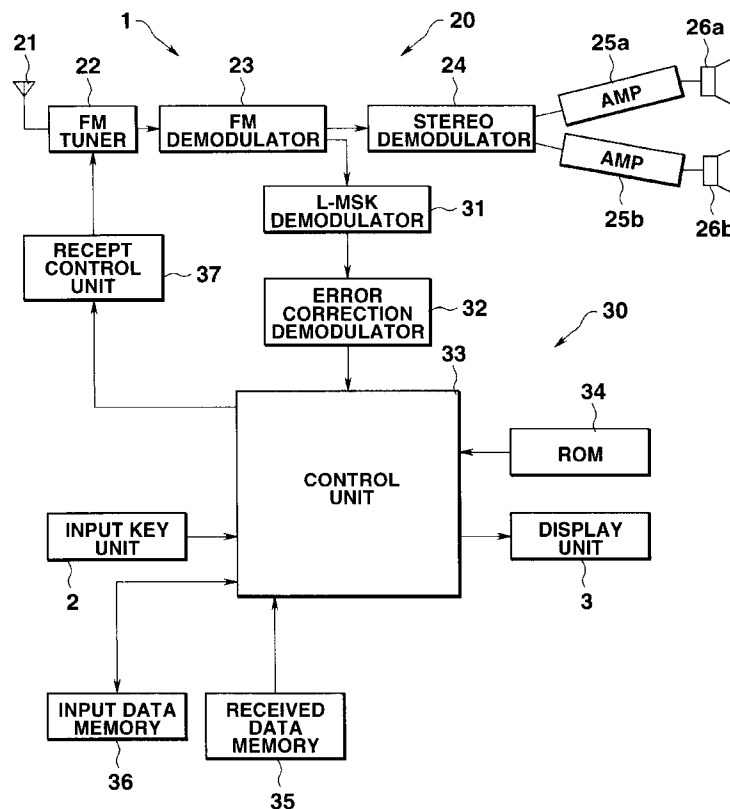 1
20
21
22
23
24
25a
26a
FM
TUNER
FM
DEMODULATOR
STEREO
DEMODULATOR
AMP
AMP
25b
26b
L-MSK
DEMODULATOR
31
RECEPT
CONTROL
UNIT
37
ERROR
CORRECTION
DEMODULATOR
32
30
33
34
CONTROL
UNIT
ROM
INPUT KEY
UNIT
2
DISPLAY
UNIT
3
INPUT DATA
MEMORY
36
RECEIVED
DATA
MEMORY
35